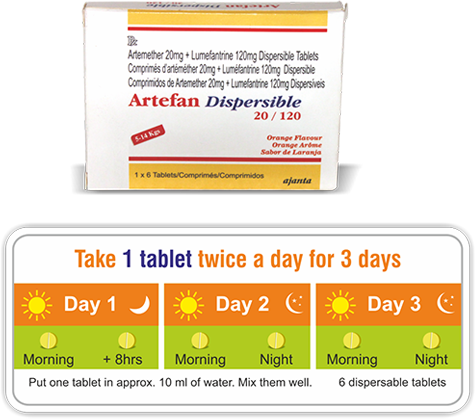 Rx
Artemether 20mg + Lumefantrine 120mg Dispersible Tablets
Comprimés d'artéméther 20mg + Luméfantrine 120mg Dispersible
Comprimidos de Artemether 20mg + Lumefantrine 120mg Dispersíveis
Artefan Dispersible
20 / 120
5-14 Kgs
Orange Flavour
Orange Arôme
Sabor de Laranja
1 x 6 Tablets/Comprimés/Comprimidos
ajanta
Take 1 tablet twice a day for 3 days
Day 1 Day 2 Day 3
Morning + 8hrs Morning Night Morning Night
Put one tablet in approx. 10 ml of water. Mix them well. 6 dispersable tablets